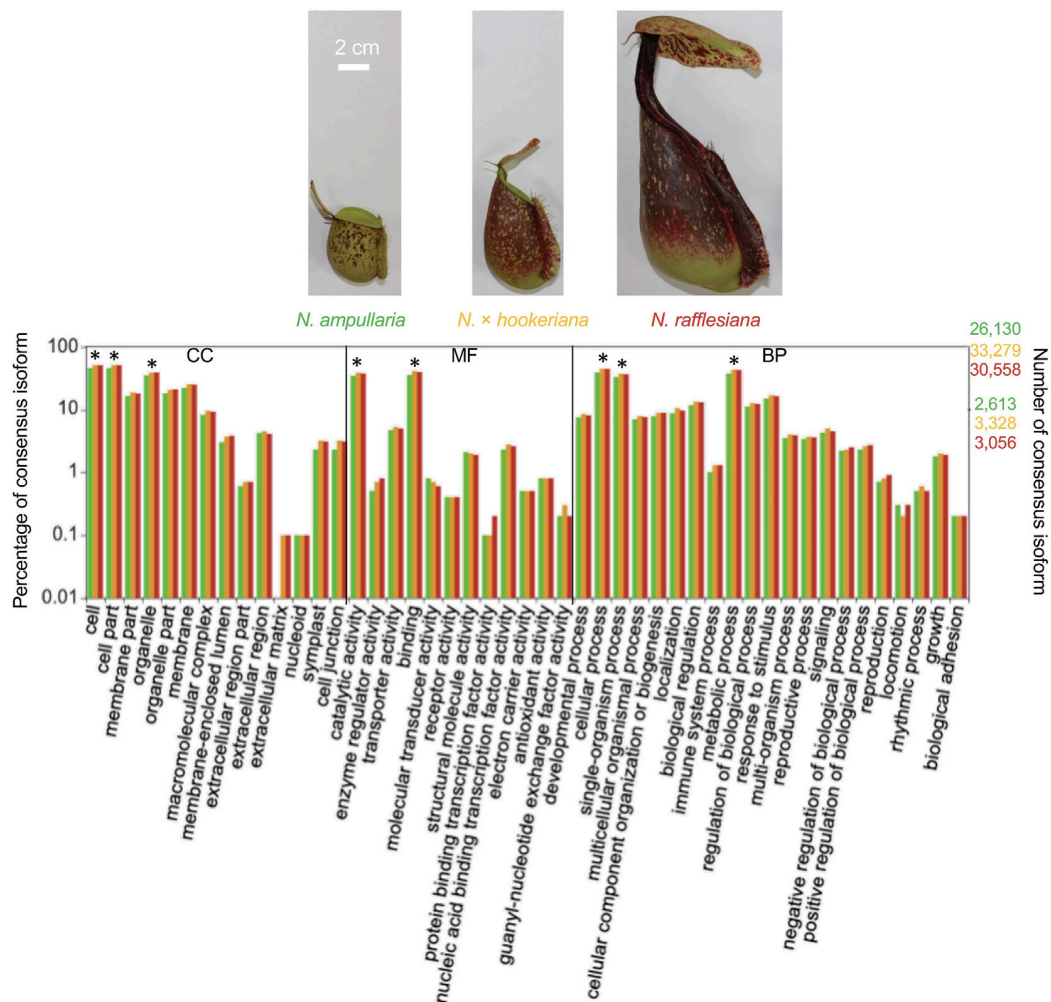 2 cm
N. ampullaria
N. × hookeriana
N. rafflesiana
Percentage of consensus isoform
100
10
1
0.1
0.01
CC
MF
BP
* * * * * * * *
26,130
33,279
30,558
2,613
3,328
3,056
Number of consensus isoform
cell
cell part
membrane part
organelle
organelle part
membrane
macromolecular complex
membrane-enclosed lumen
extracellular region part
extracellular region
extracellular matrix
nucleoid
symplast
cell junction
catalytic activity
enzyme regulator activity
transporter activity
binding
molecular transducer activity
receptor activity
structural molecule activity
protein binding transcription factor activity
nucleic acid binding transcription factor activity
electron carrier activity
antioxidant activity
guanyl-nucleotide exchange factor activity
developmental process
cellular process
single-organism process
multicellular organismal process
cellular component organization or biogenesis
localization
biological regulation
immune system process
metabolic process
regulation of biological process
response to stimulus
multi-organism process
reproductive process
signaling
negative regulation of biological process
positive regulation of biological process
reproduction
locomotion
rhythmic process
growth
biological adhesion